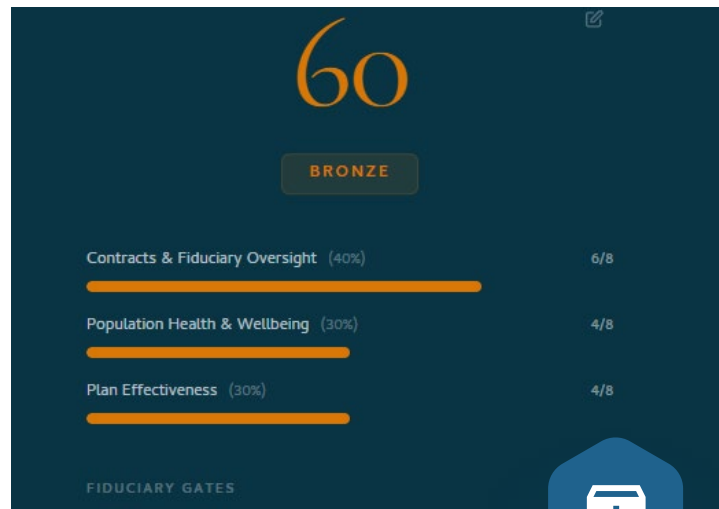 60
BRONZE
Contracts & Fiduciary Oversight (40%) 6/8
Population Health & Wellbeing (30%) 4/8
Plan Effectiveness (30%) 4/8
FIDUCIARY GATES